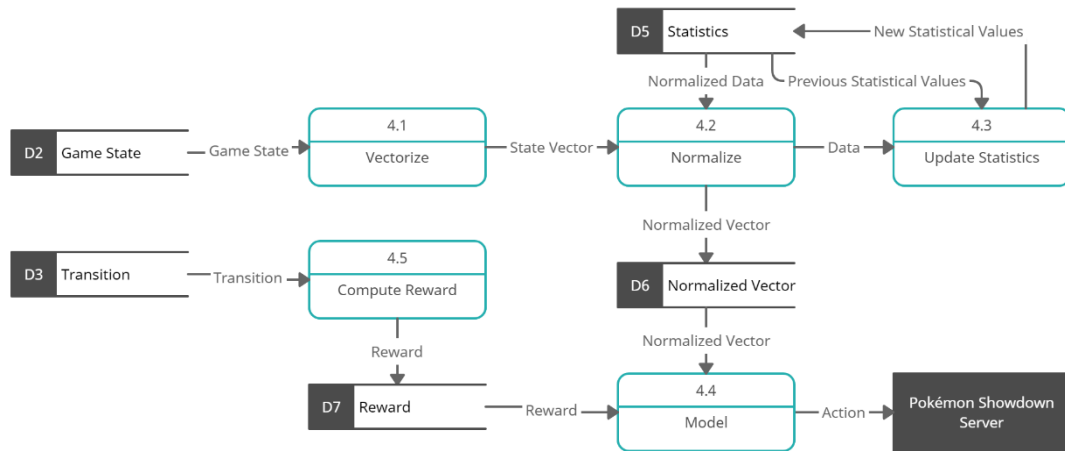 D5 Statistics
New Statistical Values
Normalized Data
Previous Statistical Values
4.1
4.2
4.3
D2 Game State
Game State
Vectorize
State Vector
Normalize
Data
Update Statistics
Normalized Vector
D3 Transition
Transition
4.5
Compute Reward
D6 Normalized Vector
Reward
Normalized Vector
4.4
D7 Reward
Reward
Model
Action
Pokémon Showdown
Server